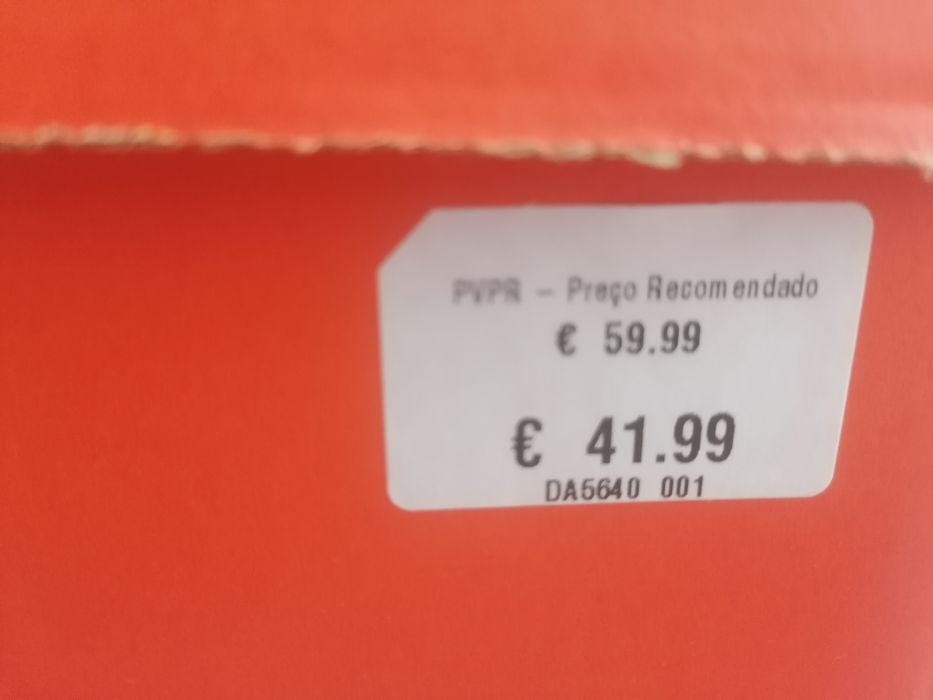 PVPR – Preço Recomendado
€ 59.99
€ 41.99
DA5640 001